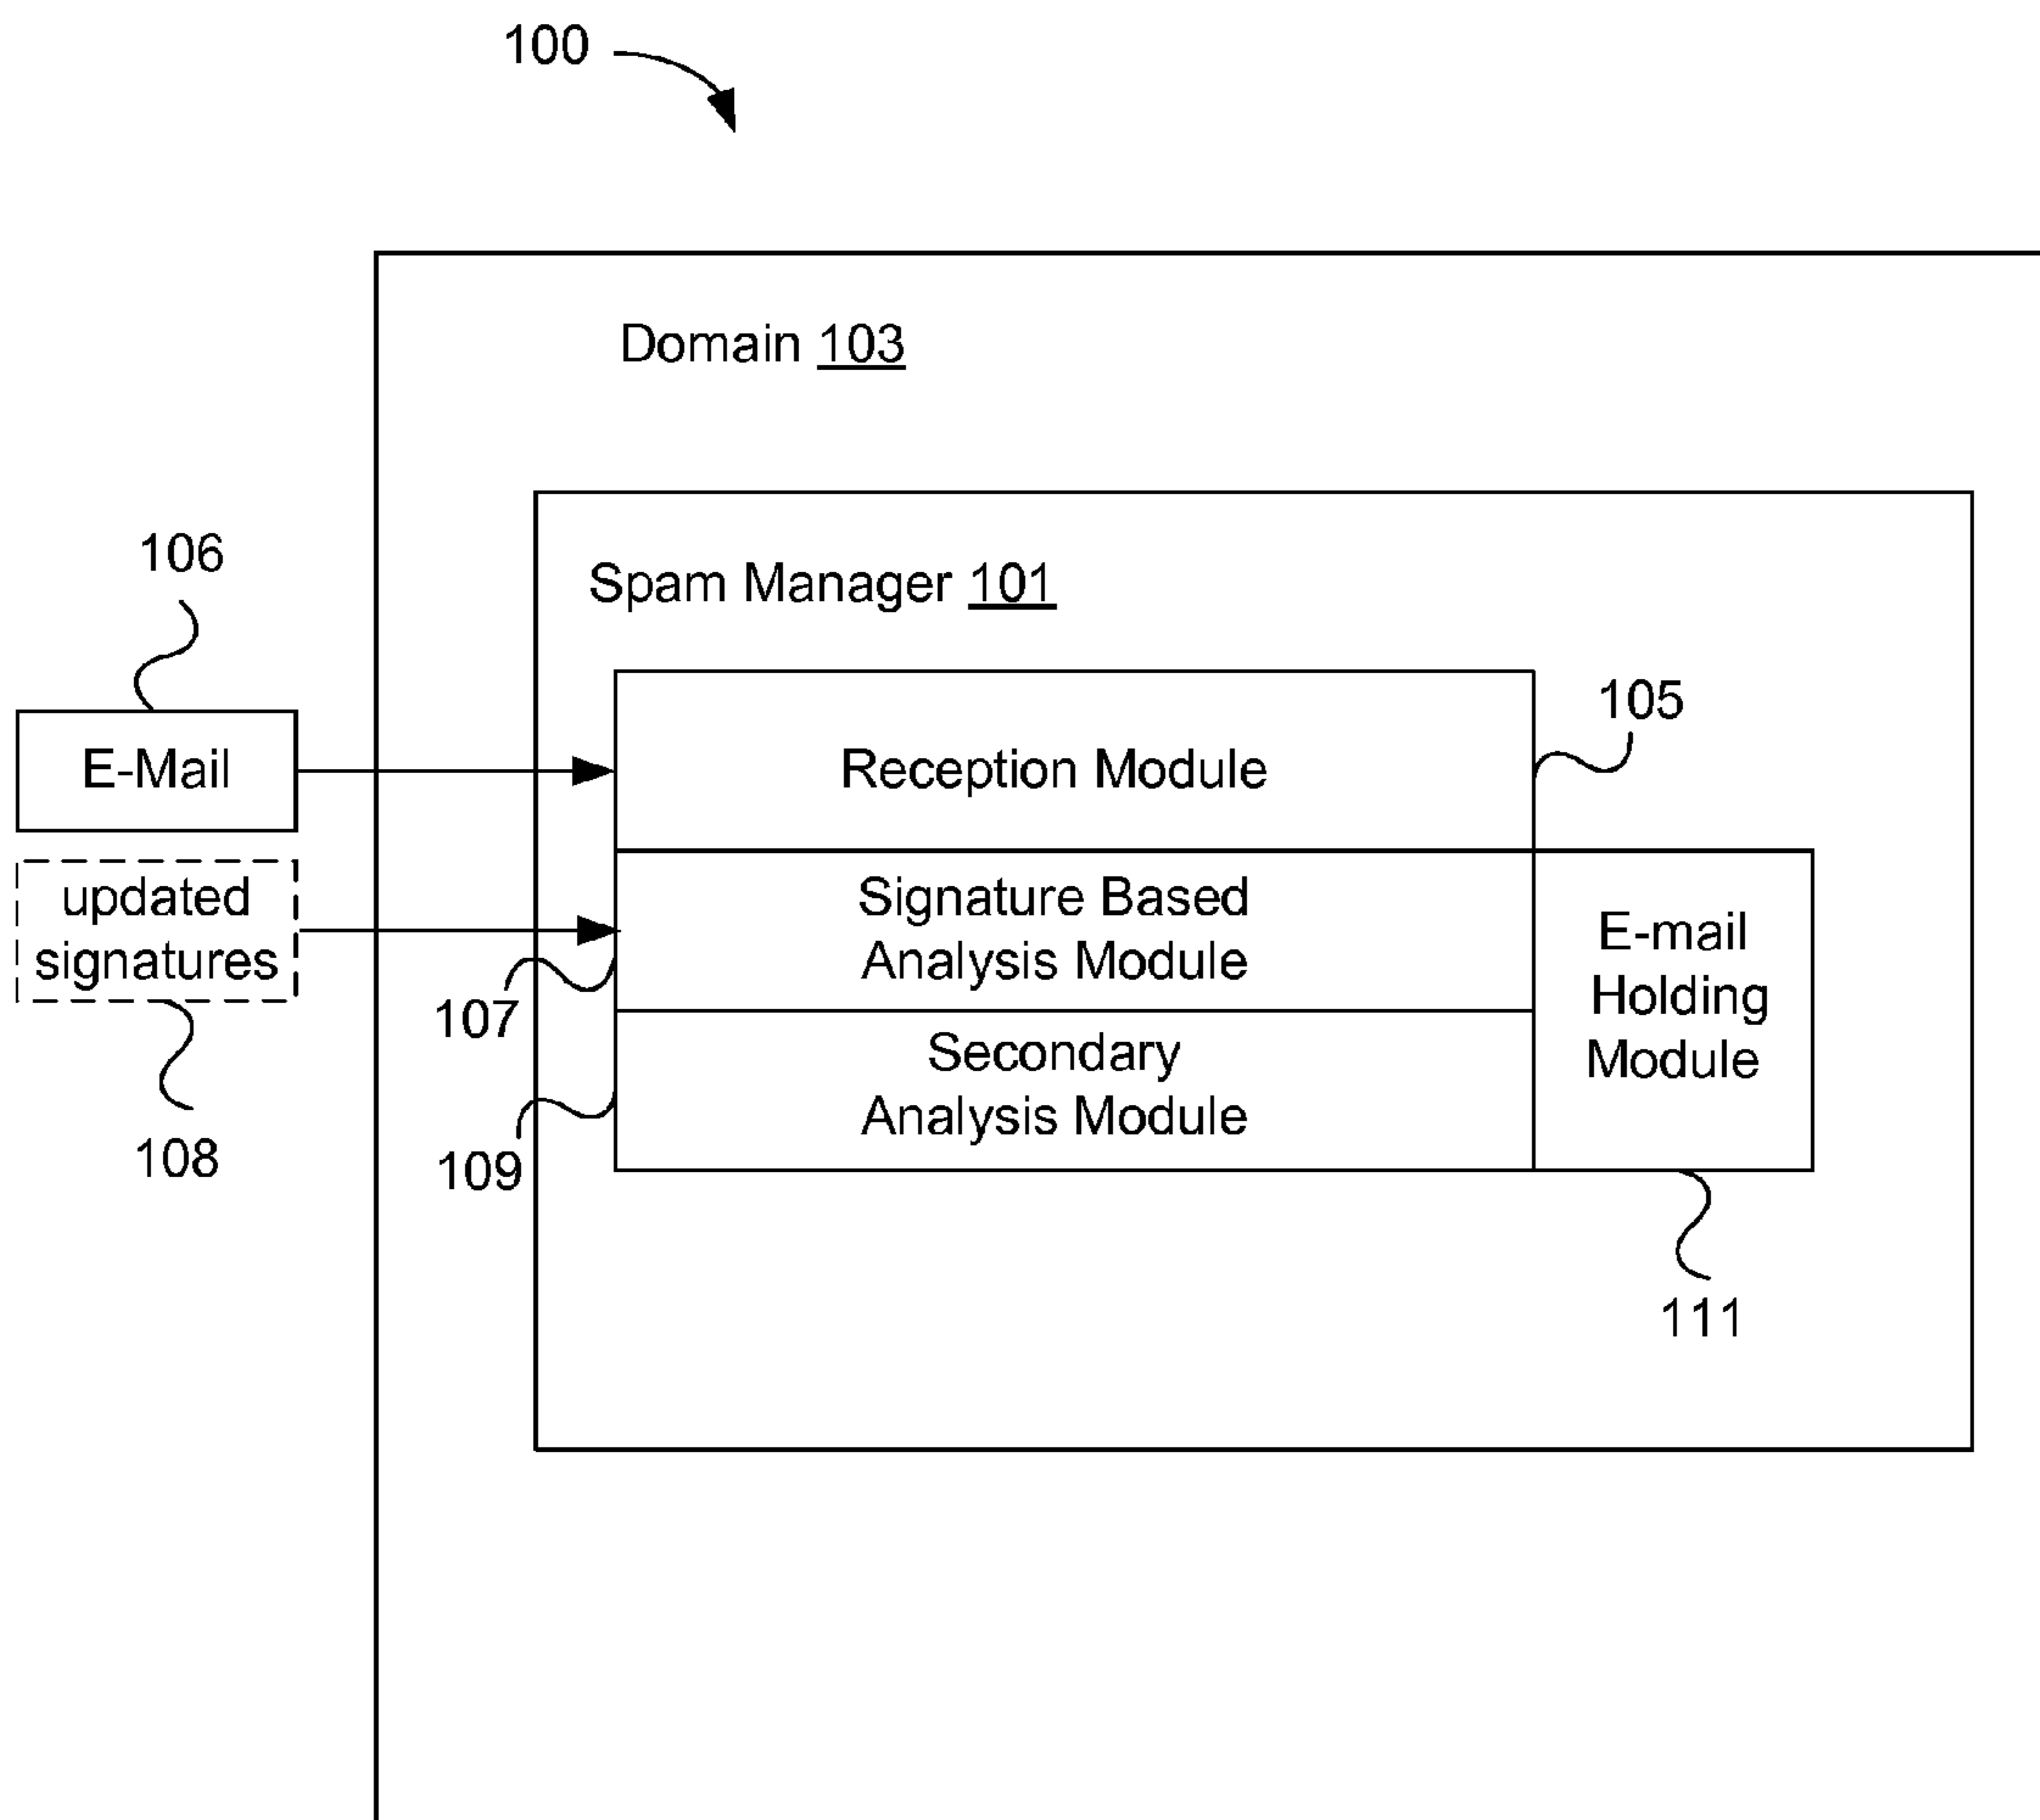 100
Domain 103
106
Spam Manager 101
105
E-Mail
Reception Module
updated
signatures
Signature Based
Analysis Module
E-mail
Holding
Module
107
Secondary
Analysis Module
108
109
111